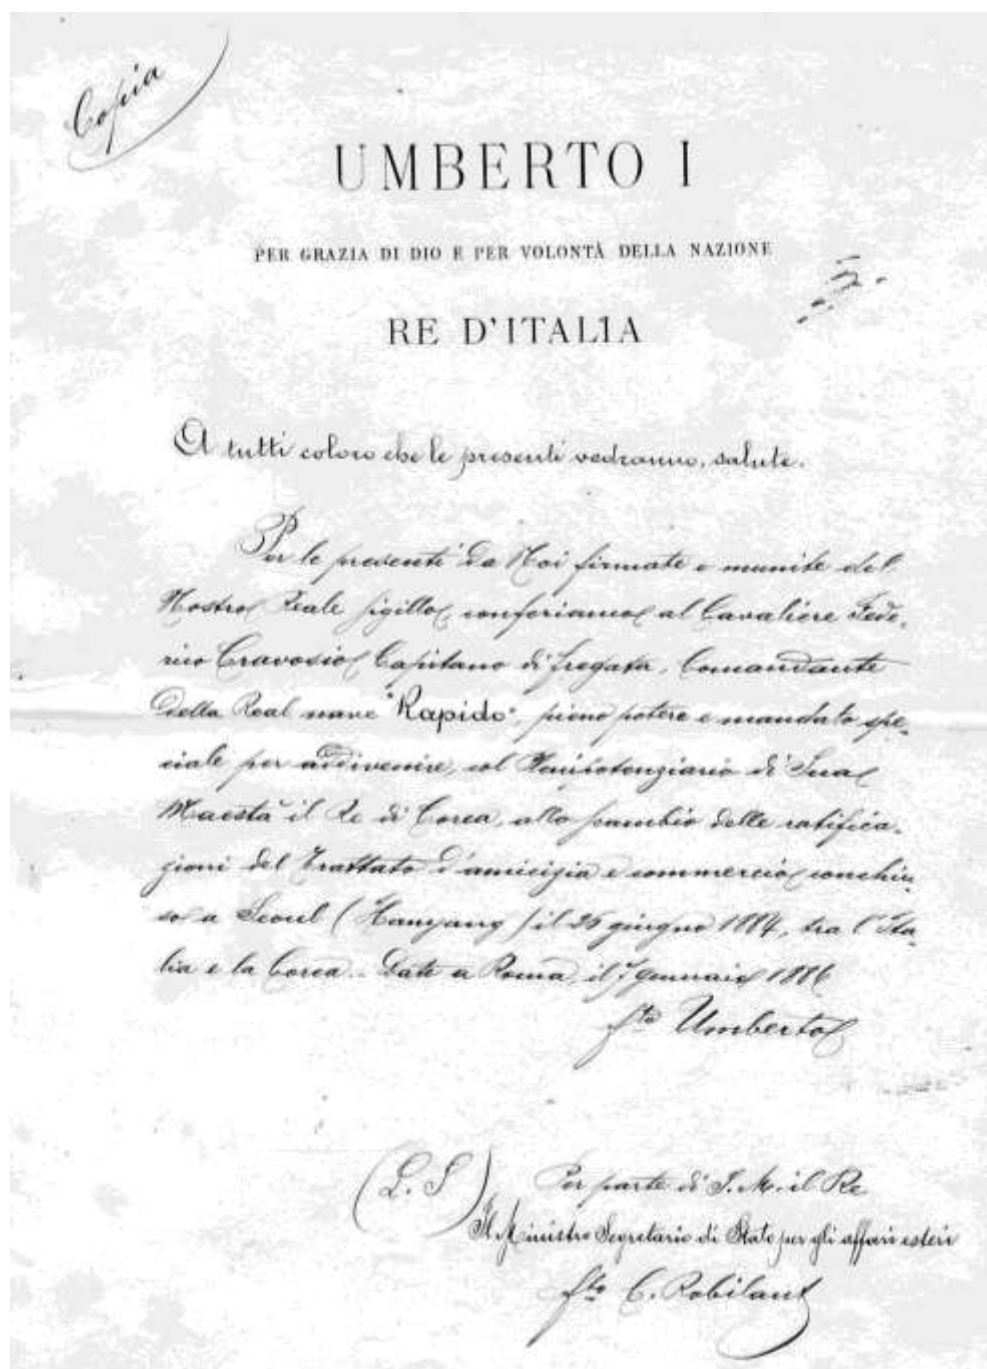 Copia
UMBERTO I
PER GRAZIA DI DIO E PER VOLONTÀ DELLA NAZIONE
RE D'ITALIA
A tutti coloro che le presenti vedranno, salute.
Per le presenti da Noi firmate e munite del
Nostro Reale sigillo, conferiamo al Cavaliere Fede-
rico Cravosio Capitano di fregata, Comandante
della Real nave "Rapido", pieno potere e mandato spe-
ciale per addivenire, col Plenipotenziario di Sua
Maestà il Re di Corea, allo scambio delle ratifica-
zioni del Trattato d'amicizia e commercio conchiu-
so a Seoul (Hanyang) il 26 giugno 1884, tra l'Ita-
lia e la Corea. Dato a Roma, il 7 gennaio 1886
fto Umberto
(L. S)
Per parte di S. M. il Re
Il Ministro Segretario di Stato per gli affari esteri
fto C. Robilant